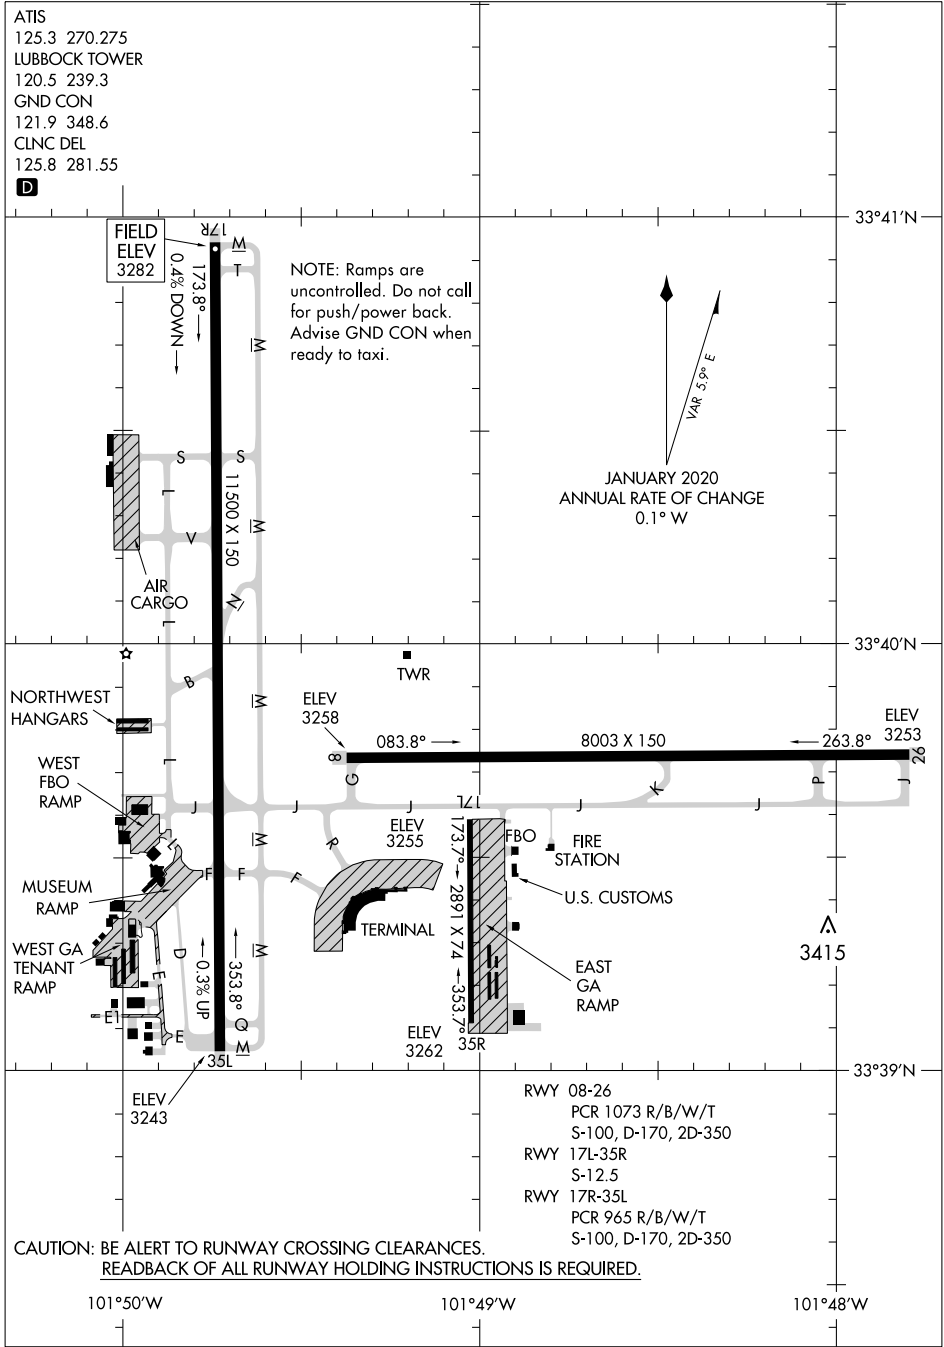 ATIS
125.3 270.275
LUBBOCK TOWER
120.5 239.3
GND CON
121.9 348.6
CLNC DEL
125.8 281.55
D
FIELD
ELEV
3282
17R
173.8°
0.4% DOWN
M
T
M
NOTE: Ramps are
uncontrolled. Do not call
for push/power back.
Advise GND CON when
ready to taxi.
33°41'N
VAR 5.9° E
JANUARY 2020
ANNUAL RATE OF CHANGE
0.1° W
S
S
L
11500 X 150
M
V
AIR
CARGO
L
N
33°40'N
TWR
B
M
NORTHWEST
HANGARS
ELEV
3258
ELEV
3253
8
083.8°
8003 X 150
263.8°
26
WEST
FBO
RAMP
L
G
K
P
J
J
J
J
J
J
17L
L
M
R
ELEV
3255
FBO
FIRE
STATION
U.S. CUSTOMS
MUSEUM
RAMP
F
F
F
TERMINAL
173.7°
2891 X 74
353.7°
3415
WEST GA
TENANT
RAMP
D
E
0.3% UP
353.8°
M
EAST
GA
RAMP
E1
E
Q
M
35L
ELEV
3262
35R
33°39'N
ELEV
3243
RWY 08-26
PCR 1073 R/B/W/T
S-100, D-170, 2D-350
RWY 17L-35R
S-12.5
RWY 17R-35L
PCR 965 R/B/W/T
S-100, D-170, 2D-350
CAUTION: BE ALERT TO RUNWAY CROSSING CLEARANCES.
READBACK OF ALL RUNWAY HOLDING INSTRUCTIONS IS REQUIRED.
101°50'W
101°49'W
101°48'W